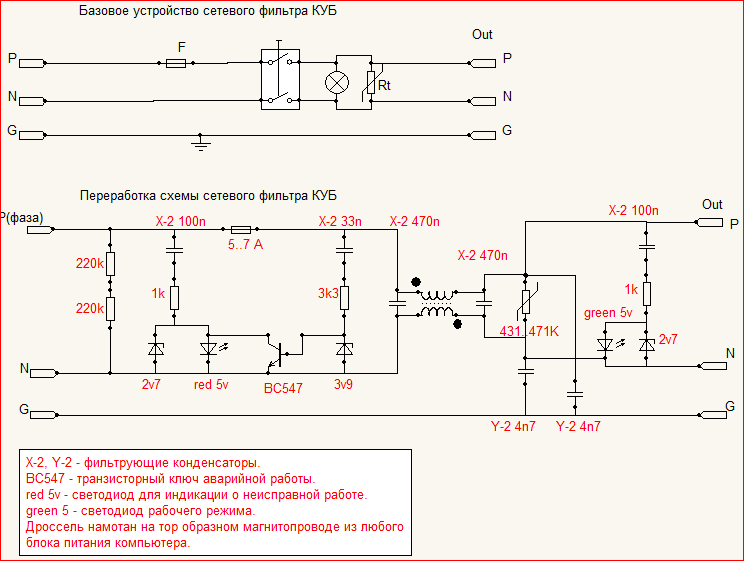 Базовое устройство сетевого фильтра КУБ
Out
F
P
P
Rt
N
N
G
G
Переработка схемы сетевого фильтра КУБ
P(фаза)
X-2 100n
X-2 33n
X-2 470n
X-2 100n
Out
P
5..7 A
X-2 470n
220k
1k
3k3
1k
220k
green 5v
431..471K
2v7
N
N
2v7
red 5v
BC547
3v9
G
G
Y-2 4n7
Y-2 4n7
X-2, Y-2 - фильтрующие конденсаторы.
BC547 - транзисторный ключ аварийной работы.
red 5v - светодиод для индикации о неисправной работе.
green 5 - светодиод рабочего режима.
Дроссель намотан на тор образном магнитопроводе из любого
блока питания компьютера.